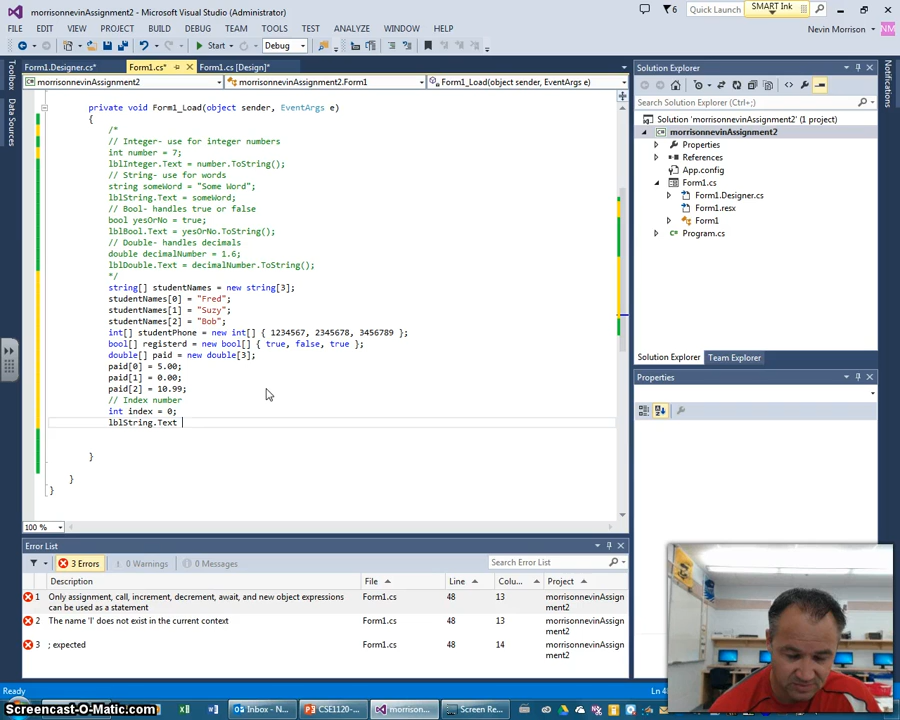 morrisonnevinAssignment2 - Microsoft Visual Studio (Administrator)
6
Quick Launch
SMART Ink
FILE EDIT VIEW PROJECT BUILD DEBUG TEAM TOOLS TEST ANALYZE WINDOW HELP
Nevin Morrison
NM
Start
Debug
Toolbox
Data Sources
Notifications
Form1.Designer.cs*
Form1.cs*
Form1.cs [Design]*
morrisonnevinAssignment2
morrisonnevinAssignment2.Form1
Form1_Load(object sender, EventArgs e)
private void Form1_Load(object sender, EventArgs e)
{
/*
// Integer- use for integer numbers
int number = 7;
lblInteger.Text = number.ToString();
// String- use for words
string someWord = "Some Word";
lblString.Text = someWord;
// Bool- handles true or false
bool yesOrNo = true;
lblBool.Text = yesOrNo.ToString();
// Double- handles decimals
double decimalNumber = 1.6;
lblDouble.Text = decimalNumber.ToString();
*/
string[] studentNames = new string[3];
studentNames[0] = "Fred";
studentNames[1] = "Suzy";
studentNames[2] = "Bob";
int[] studentPhone = new int[] { 1234567, 2345678, 3456789 };
bool[] registerd = new bool[] { true, false, true };
double[] paid = new double[3];
paid[0] = 5.00;
paid[1] = 0.00;
paid[2] = 10.99;
// Index number
int index = 0;
lblString.Text
}
}
}
100 %
Solution Explorer
Search Solution Explorer (Ctrl+;)
Solution 'morrisonnevinAssignment2' (1 project)
morrisonnevinAssignment2
Properties
References
App.config
Form1.cs
Form1.Designer.cs
Form1.resx
Form1
Program.cs
Solution Explorer Team Explorer
Properties
Error List
3 Errors
0 Warnings
0 Messages
Search Error List
Description File Line Colu... Project
1 Only assignment, call, increment, decrement, await, and new object expressions can be used as a statement Form1.cs 48 13 morrisonnevinAssignment2
2 The name 'l' does not exist in the current context Form1.cs 48 13 morrisonnevinAssignment2
3 ; expected Form1.cs 48 14 morrisonnevinAssignment2
Ready
Screencast-O-Matic.com
Inbox - N...
CSE1120-...
morrison...
Screen Re...